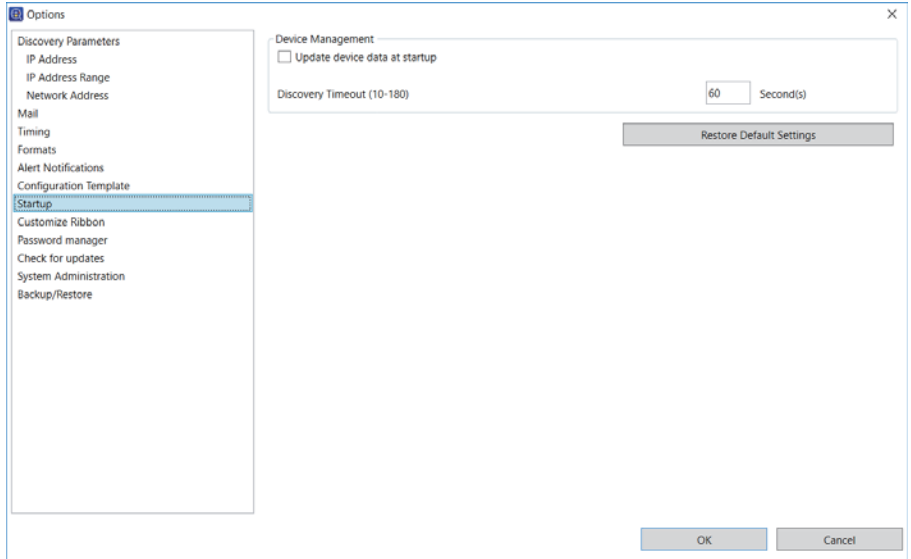 Options
Discovery Parameters
IP Address
IP Address Range
Network Address
Mail
Timing
Formats
Alert Notifications
Configuration Template
Startup
Customize Ribbon
Password manager
Check for updates
System Administration
Backup/Restore
Device Management
Update device data at startup
Discovery Timeout (10-180) 60 Second(s)
Restore Default Settings
OK Cancel